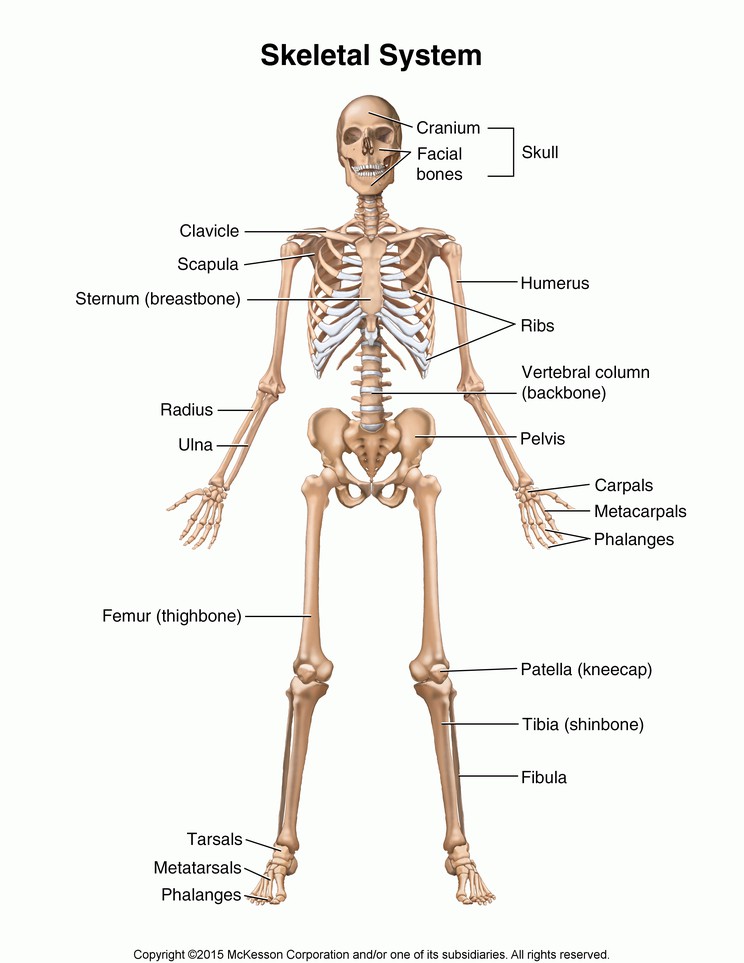 Skeletal System
Cranium
Facial
bones
Skull
Clavicle
Scapula
Sternum (breastbone)
Humerus
Ribs
Vertebral column
(backbone)
Radius
Ulna
Pelvis
Carpals
Metacarpals
Phalanges
Femur (thighbone)
Patella (kneecap)
Tibia (shinbone)
Fibula
Tarsals
Metatarsals
Phalanges
Copyright ©2015 McKesson Corporation and/or one of its subsidiaries. All rights reserved.